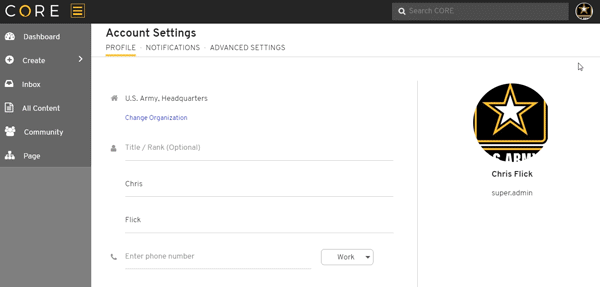 CORE
Search CORE
Dashboard
Create
Inbox
All Content
Community
Page
Account Settings
PROFILE · NOTIFICATIONS · ADVANCED SETTINGS
U.S. Army, Headquarters
Change Organization
Title / Rank (Optional)
Chris
Flick
Enter phone number
Work
Chris Flick
super.admin